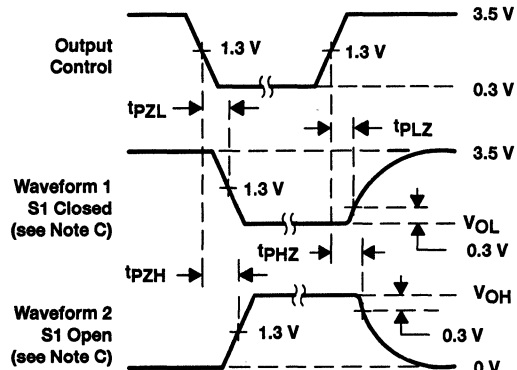 3.5 V
Output
Control
1.3 V
1.3 V
0.3 V
tPZL
tPLZ
3.5 V
Waveform 1
S1 Closed
(see Note C)
1.3 V
VOL
0.3 V
tPHZ
tPZH
VOH
Waveform 2
S1 Open
(see Note C)
1.3 V
0.3 V
0 V